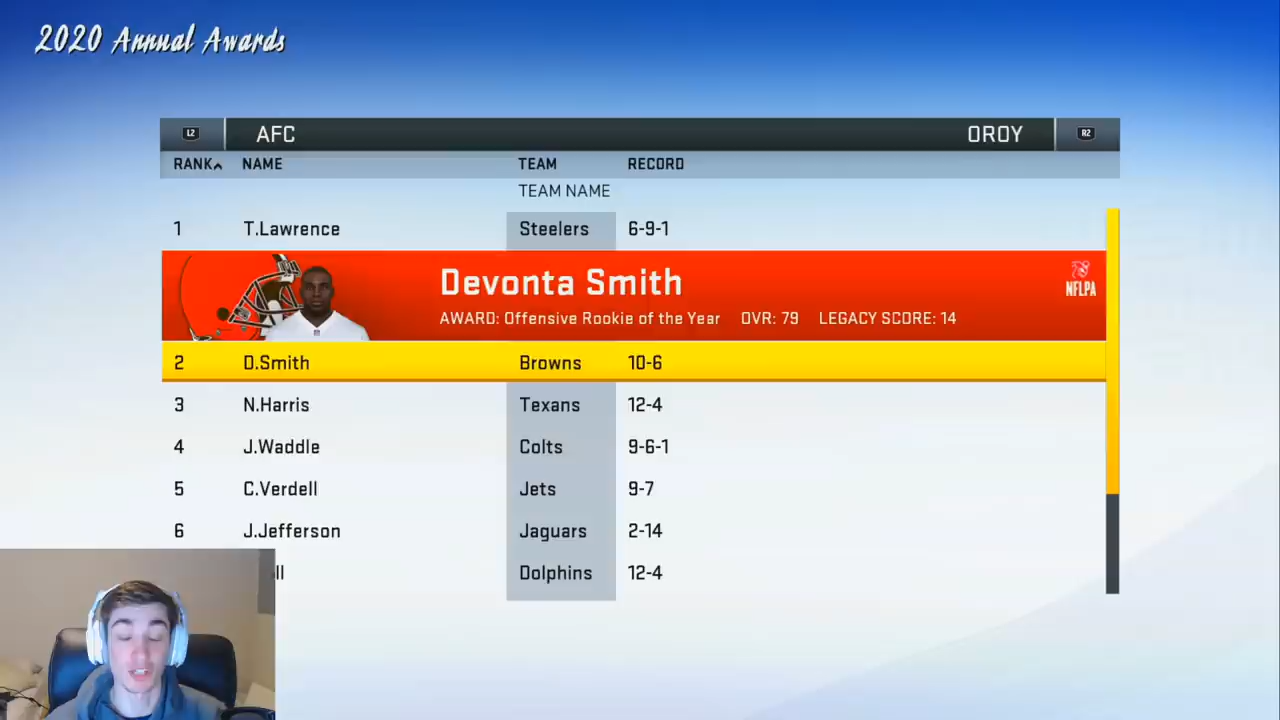 2020 Annual Awards
L2 AFC OROY R2
RANK NAME TEAM RECORD
TEAM NAME
1 T.Lawrence Steelers 6-9-1
Devonta Smith
NFLPA
AWARD: Offensive Rookie of the Year OVR: 79 LEGACY SCORE: 14
2 D.Smith Browns 10-6
3 N.Harris Texans 12-4
4 J.Waddle Colts 9-6-1
5 C.Verdell Jets 9-7
6 J.Jefferson Jaguars 2-14
Dolphins 12-4